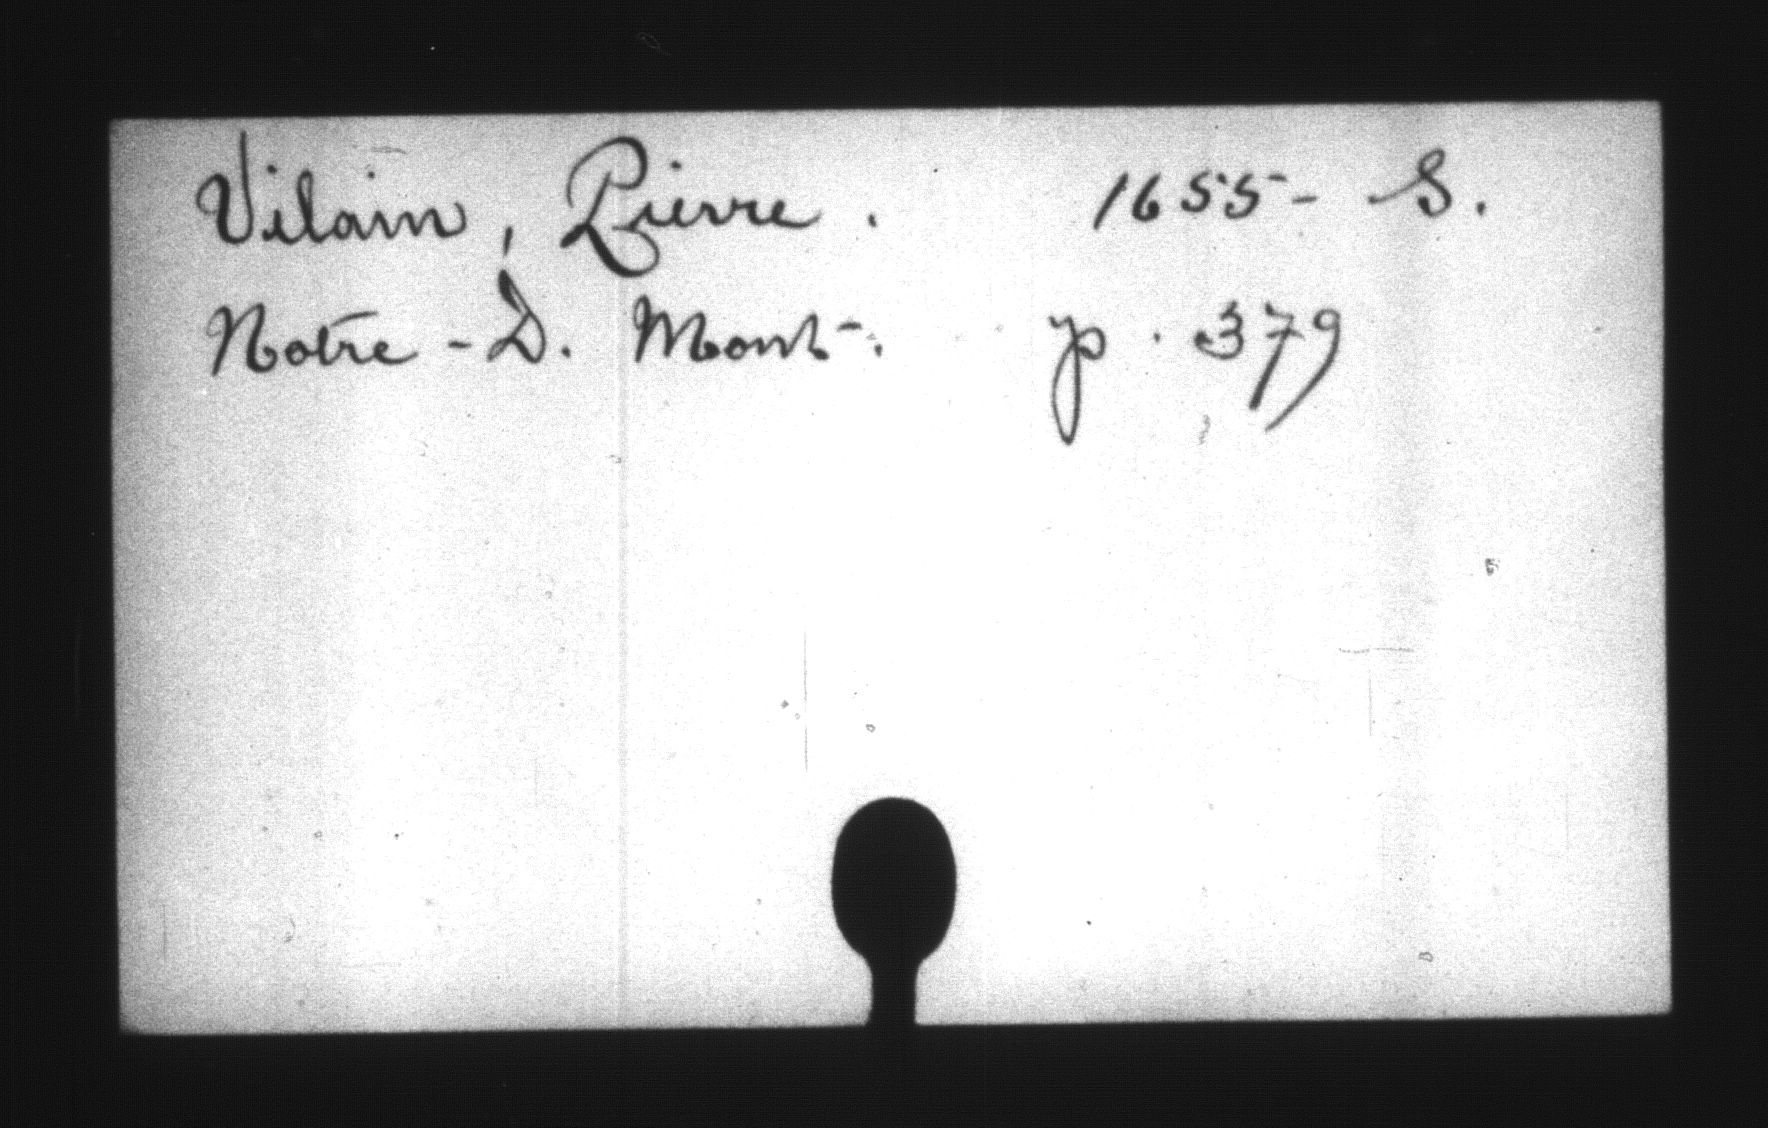 Vilain, Pierre. 1655- S.
Notre-D. Mont-. p. 379